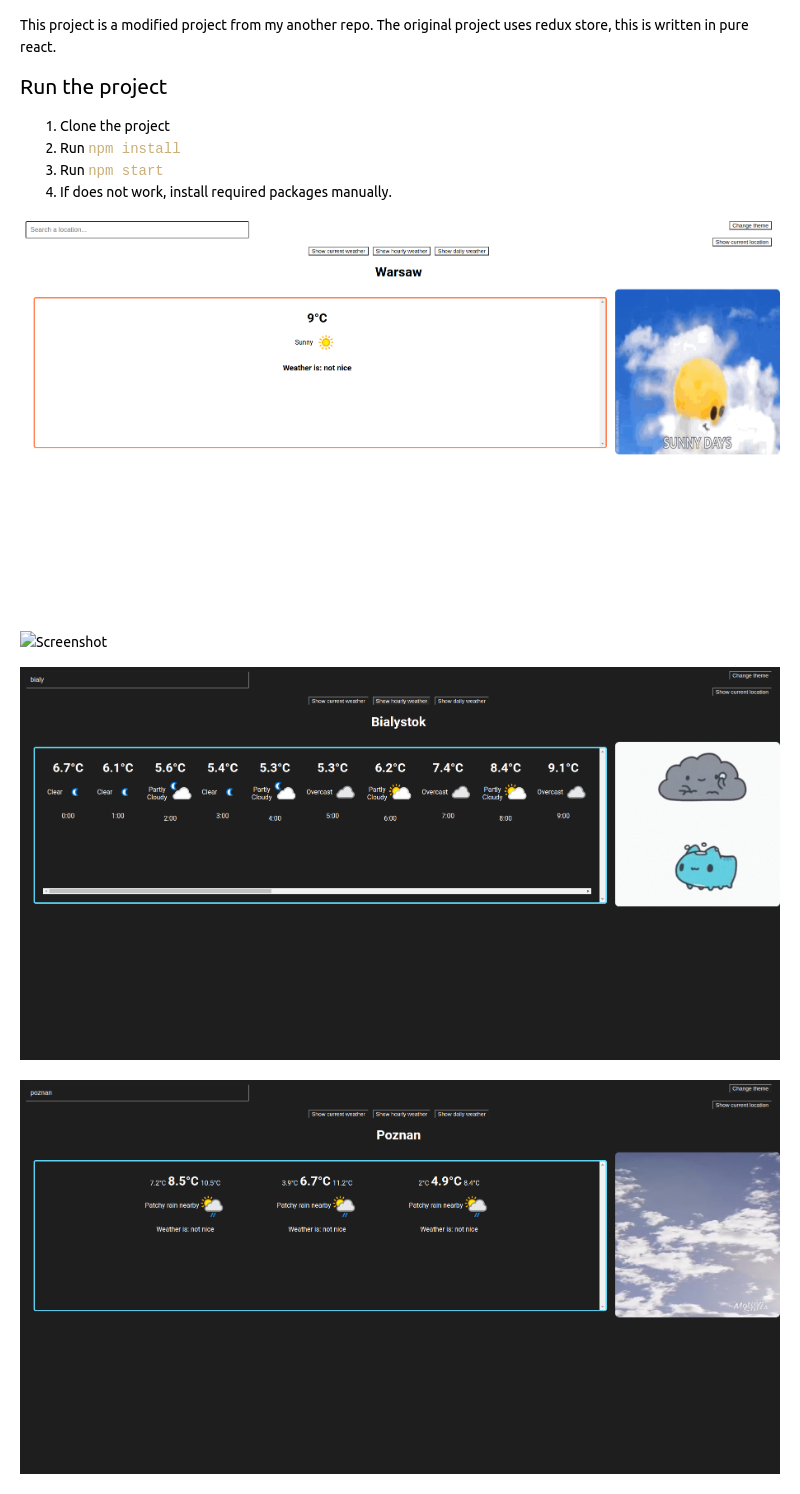 This project is a modified project from my another repo. The original project uses redux store, this is written in pure
react.
Run the project
1. Clone the project
2. Run npm install
3. Run npm start
4. If does not work, install required packages manually.
Search a location...
Change theme
Show current location
Show current weather Show hourly weather Show daily weather
Warsaw
9°C
Sunny
Weather is: not nice
SUNNY DAYS
Screenshot
bialy
Change theme
Show current location
Show current weather Show hourly weather Show daily weather
Bialystok
6.7°C 6.1°C 5.6°C 5.4°C 5.3°C 5.3°C 6.2°C 7.4°C 8.4°C 9.1°C
Clear Clear Partly Cloudy Clear Partly Cloudy Overcast Partly Cloudy Overcast Partly Cloudy Overcast
0:00 1:00 2:00 3:00 4:00 5:00 6:00 7:00 8:00 9:00
poznan
Change theme
Show current location
Show current weather Show hourly weather Show daily weather
Poznan
7.2°C 8.5°C 10.5°C 3.9°C 6.7°C 11.2°C 2°C 4.9°C 8.4°C
Patchy rain nearby Patchy rain nearby Patchy rain nearby
Weather is: not nice Weather is: not nice Weather is: not nice